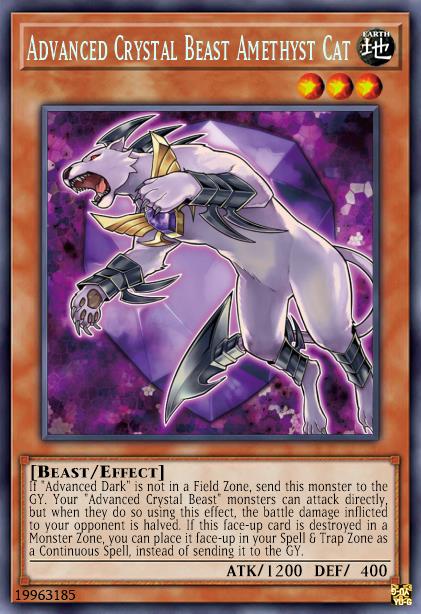 ADVANCED CRYSTAL BEAST AMETHYST CAT
EARTH
地
[BEAST/EFFECT]
If "Advanced Dark" is not in a Field Zone, send this monster to the
GY. Your "Advanced Crystal Beast" monsters can attack directly,
but when they do so using this effect, the battle damage inflicted
to your opponent is halved. If this face-up card is destroyed in a
Monster Zone, you can place it face-up in your Spell & Trap Zone as
a Continuous Spell, instead of sending it to the GY.
ATK/1200 DEF/ 400
19963185